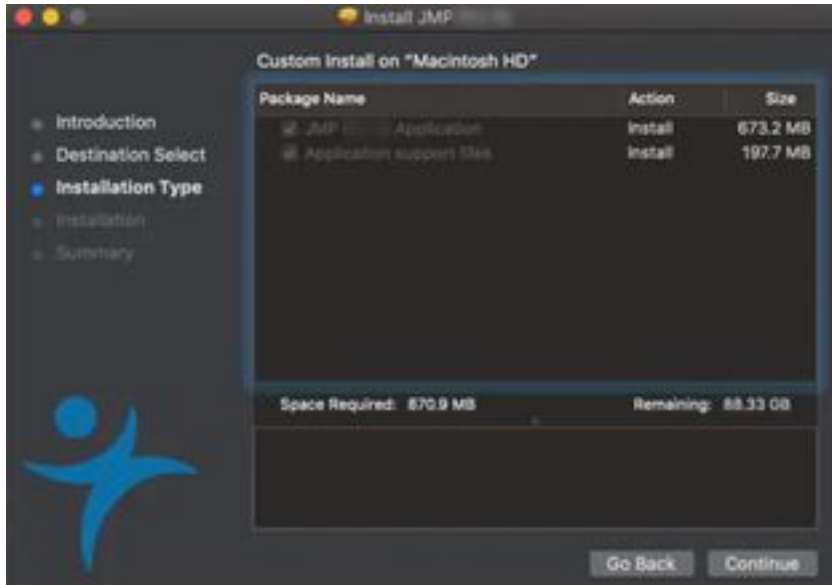 Install JMP
Custom Install on "Macintosh HD"
Package Name Action Size
JMP Application Install 673.2 MB
Application support files Install 197.7 MB
Introduction
Destination Select
Installation Type
Installation
Summary
Space Required: 870.9 MB Remaining: 88.33 GB
Go Back Continue